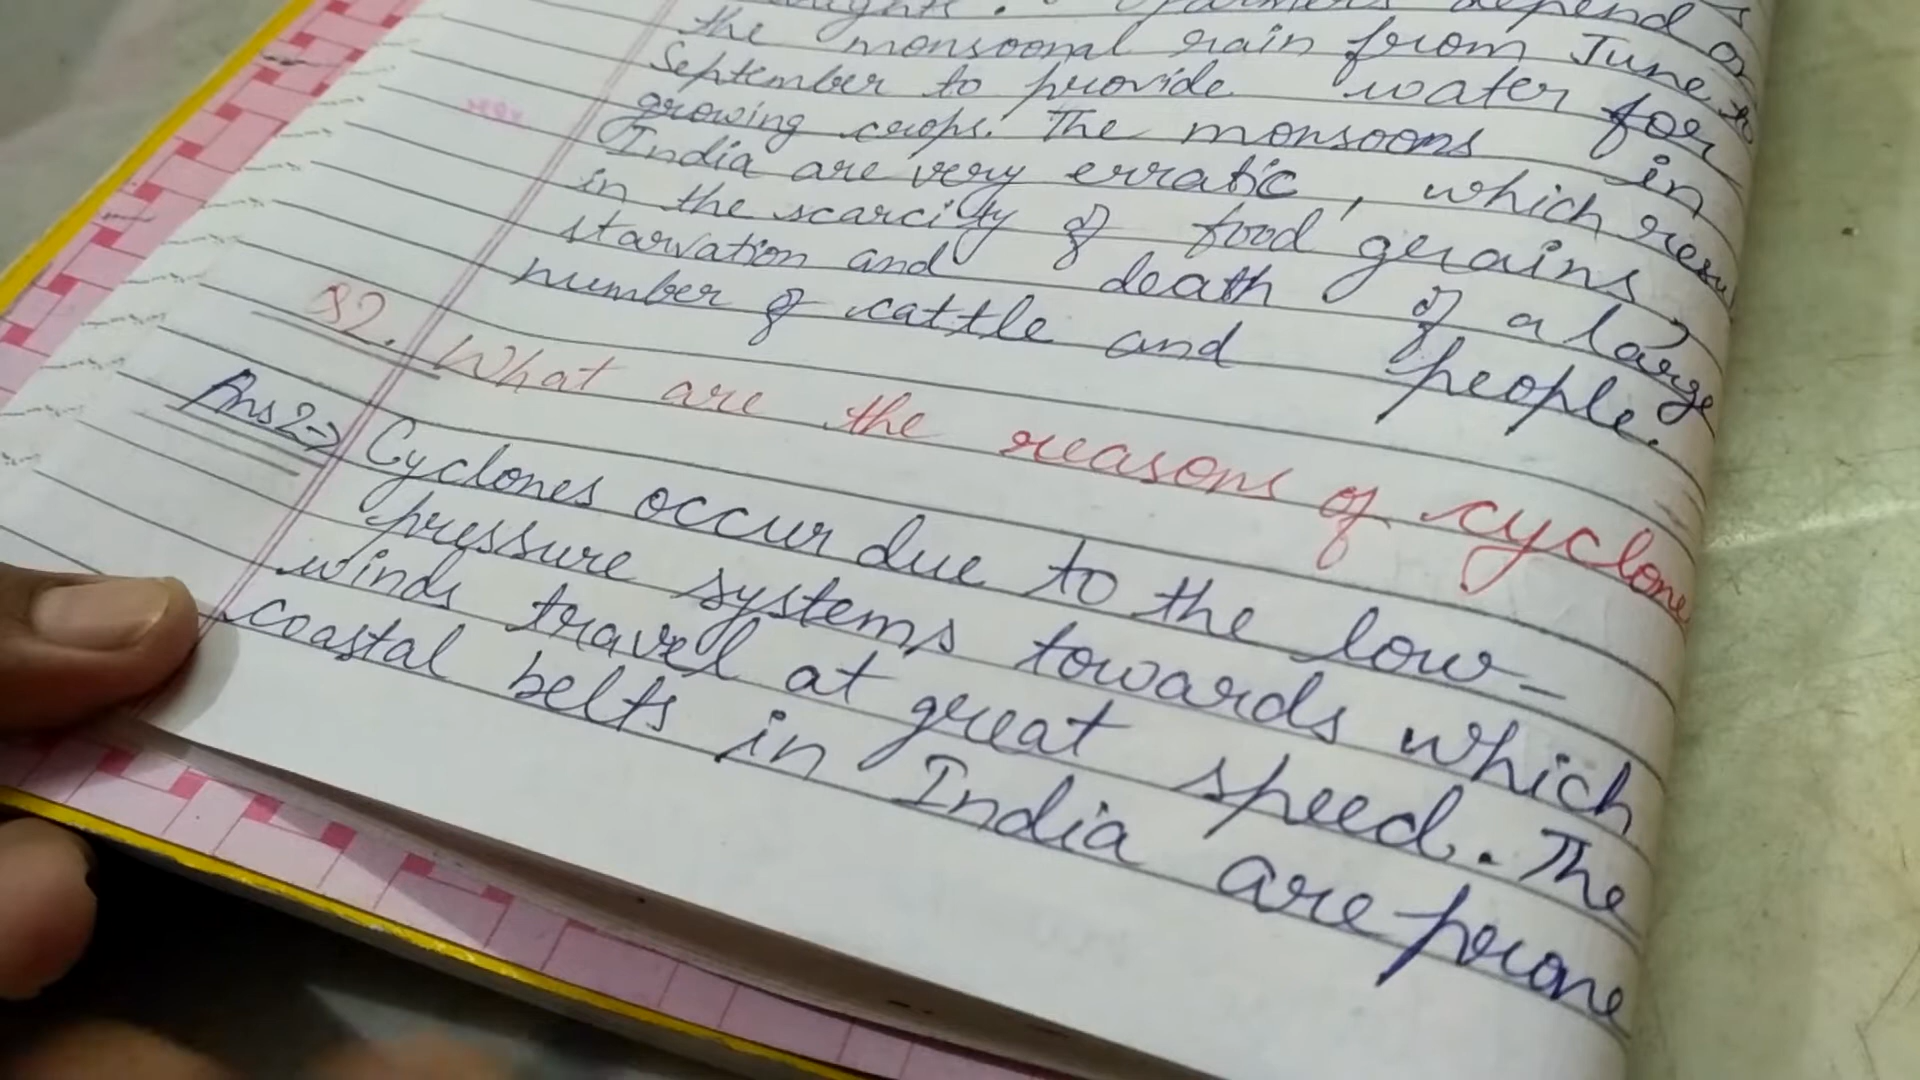 depend on
the monsoonal rain from June to
September to provide water for
growing crops. The monsoons in
India are very erratic, which
in the scarcity of food grains,
starvation and death of a large
number of cattle and people.
Q2. What are the reasons of cyclone
Ans2→ Cyclones occur due to the low-
pressure systems towards which
winds travel at great speed. The
coastal belts in India are prone